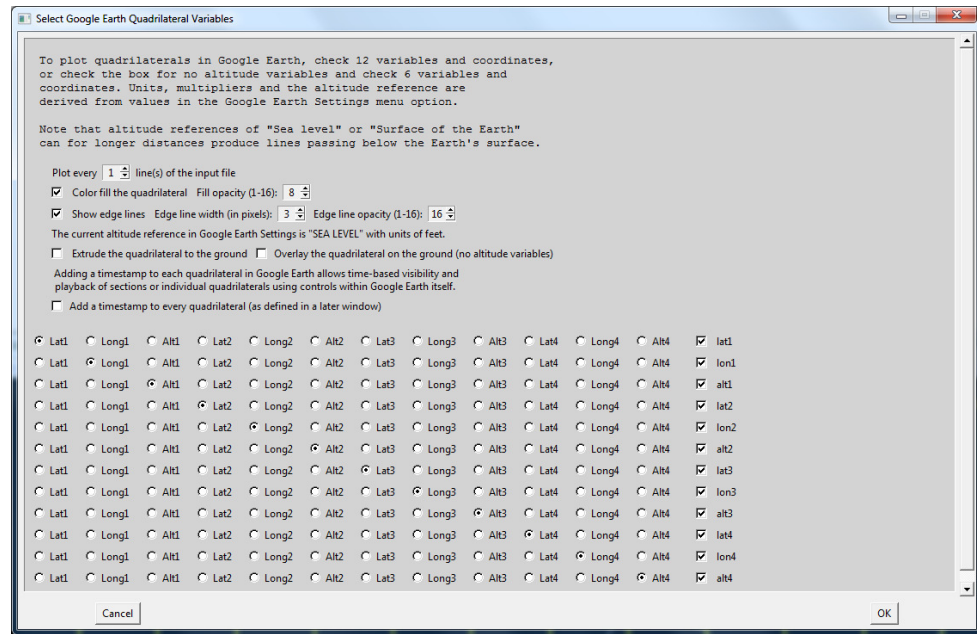 Select Google Earth Quadrilateral Variables
To plot quadrilaterals in Google Earth, check 12 variables and coordinates,
or check the box for no altitude variables and check 6 variables and
coordinates. Units, multipliers and the altitude reference are
derived from values in the Google Earth Settings menu option.
Note that altitude references of "Sea level" or "Surface of the Earth"
can for longer distances produce lines passing below the Earth's surface.
Plot every 1 line(s) of the input file
Color fill the quadrilateral Fill opacity (1-16): 8
Show edge lines Edge line width (in pixels): 3 Edge line opacity (1-16): 16
The current altitude reference in Google Earth Settings is "SEA LEVEL" with units of feet.
Extrude the quadrilateral to the ground Overlay the quadrilateral on the ground (no altitude variables)
Adding a timestamp to each quadrilateral in Google Earth allows time-based visibility and
playback of sections or individual quadrilaterals using controls within Google Earth itself.
Add a timestamp to every quadrilateral (as defined in a later window)
Lat1 Long1 Alt1 Lat2 Long2 Alt2 Lat3 Long3 Alt3 Lat4 Long4 Alt4 lat1
Lat1 Long1 Alt1 Lat2 Long2 Alt2 Lat3 Long3 Alt3 Lat4 Long4 Alt4 lon1
Lat1 Long1 Alt1 Lat2 Long2 Alt2 Lat3 Long3 Alt3 Lat4 Long4 Alt4 alt1
Lat1 Long1 Alt1 Lat2 Long2 Alt2 Lat3 Long3 Alt3 Lat4 Long4 Alt4 lat2
Lat1 Long1 Alt1 Lat2 Long2 Alt2 Lat3 Long3 Alt3 Lat4 Long4 Alt4 lon2
Lat1 Long1 Alt1 Lat2 Long2 Alt2 Lat3 Long3 Alt3 Lat4 Long4 Alt4 alt2
Lat1 Long1 Alt1 Lat2 Long2 Alt2 Lat3 Long3 Alt3 Lat4 Long4 Alt4 lat3
Lat1 Long1 Alt1 Lat2 Long2 Alt2 Lat3 Long3 Alt3 Lat4 Long4 Alt4 lon3
Lat1 Long1 Alt1 Lat2 Long2 Alt2 Lat3 Long3 Alt3 Lat4 Long4 Alt4 alt3
Lat1 Long1 Alt1 Lat2 Long2 Alt2 Lat3 Long3 Alt3 Lat4 Long4 Alt4 lat4
Lat1 Long1 Alt1 Lat2 Long2 Alt2 Lat3 Long3 Alt3 Lat4 Long4 Alt4 lon4
Lat1 Long1 Alt1 Lat2 Long2 Alt2 Lat3 Long3 Alt3 Lat4 Long4 Alt4 alt4
Cancel OK